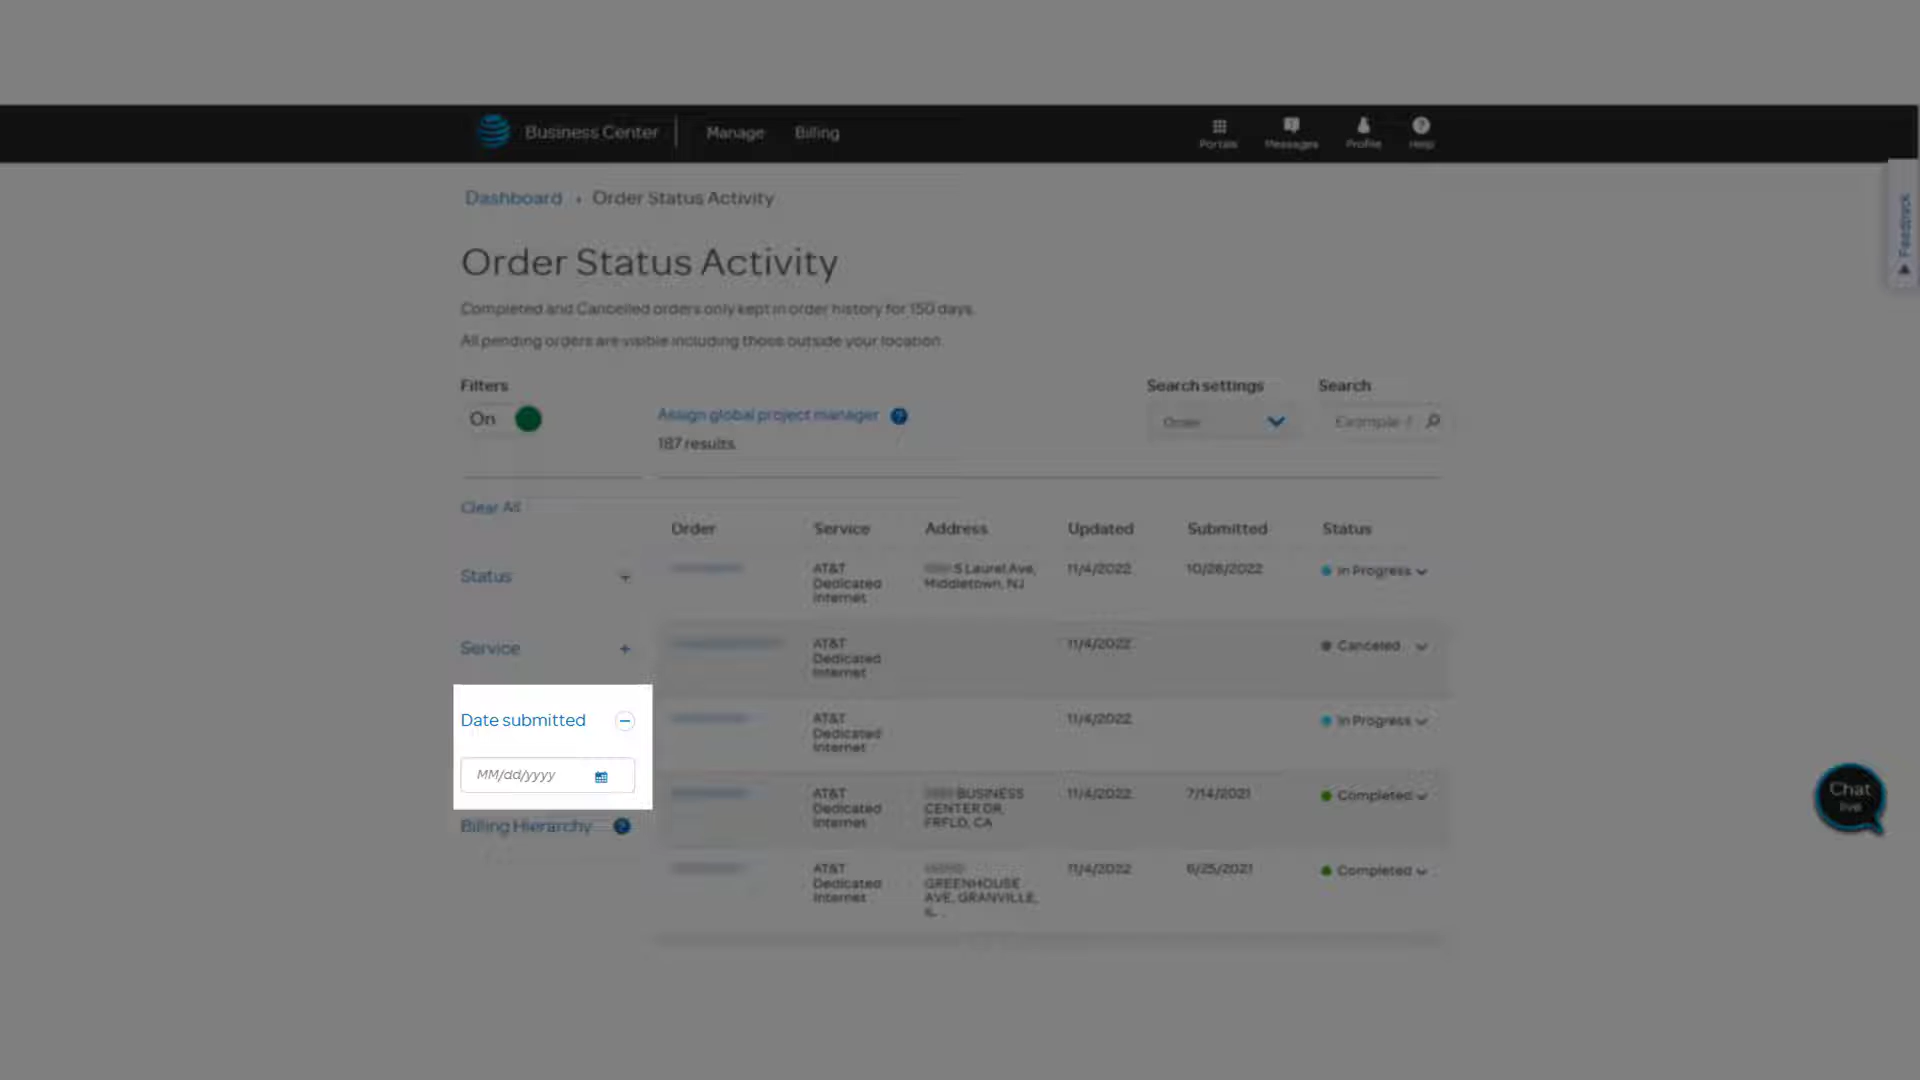 Business Center
Manage
Billing
Portals
Messages
Profile
Help
Feedback
Dashboard
Order Status Activity
Order Status Activity
Completed and Cancelled orders only kept in order history for 150 days.
All pending orders are visible including those outside your location
Filters
On
Assign global project manager ?
187 results
Search settings
Order
Search
Example:
Clear All
Status +
Service +
Date submitted −
MM/dd/yyyy
Billing Hierarchy ?
Order Service Address Updated Submitted Status
AT&T Dedicated Internet
S Laurel Ave,
Middletown, NJ
11/4/2022
10/28/2022
In Progress
AT&T Dedicated Internet
11/4/2022
Canceled
AT&T Dedicated Internet
11/4/2022
In Progress
AT&T Dedicated Internet
BUSINESS
CENTER DR,
FRFLD, CA
11/4/2022
7/14/2021
Completed
AT&T Dedicated Internet
GREENHOUSE
AVE, GRANVILLE,
IL
11/4/2022
6/25/2021
Completed
Chat
live